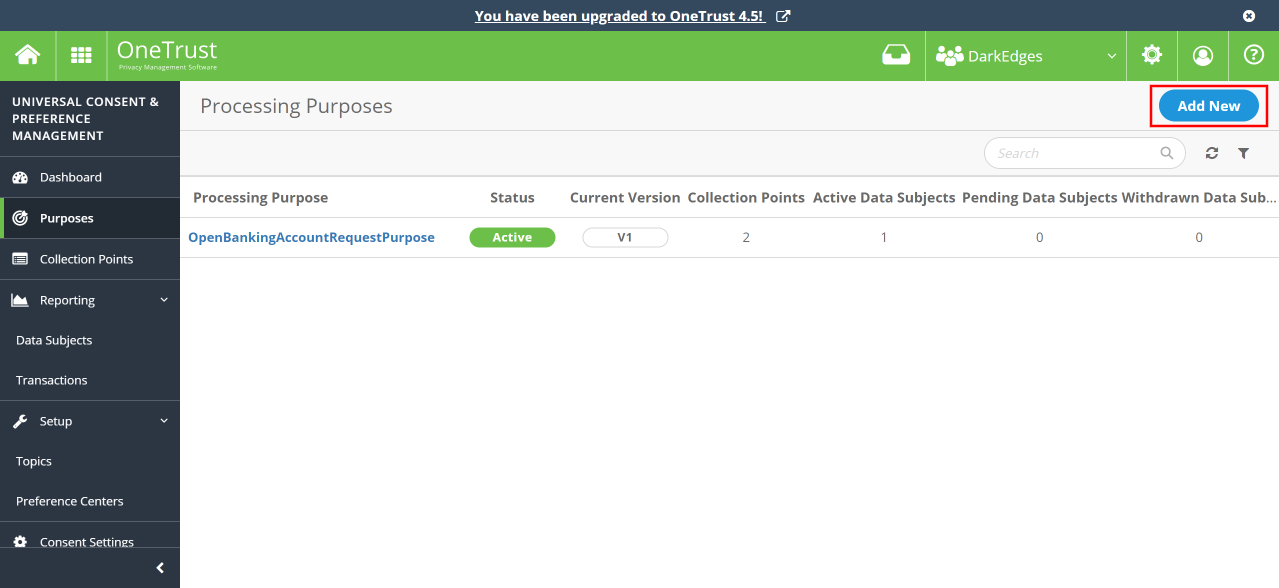 You have been upgraded to OneTrust 4.5!
OneTrust
Privacy Management Software
DarkEdges
UNIVERSAL CONSENT &
PREFERENCE
MANAGEMENT
Dashboard
Purposes
Collection Points
Reporting
Data Subjects
Transactions
Setup
Topics
Preference Centers
Consent Settings
Processing Purposes
Add New
Search
Processing Purpose Status Current Version Collection Points Active Data Subjects Pending Data Subjects Withdrawn Data Sub...
OpenBankingAccountRequestPurpose Active V1 2 1 0 0